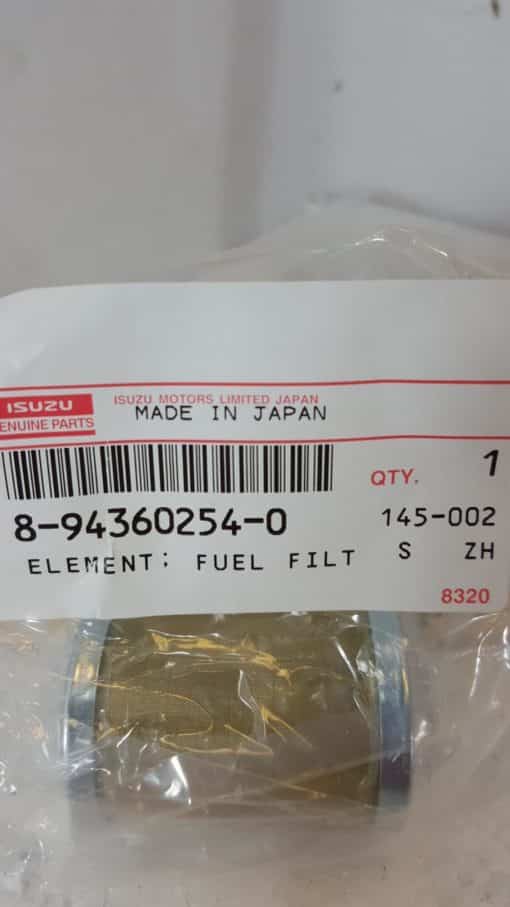 ISUZU
GENUINE PARTS
ISUZU MOTORS LIMITED JAPAN
MADE IN JAPAN
QTY. 1
8-94360254-0
145-002
ELEMENT; FUEL FILT S ZH
8320